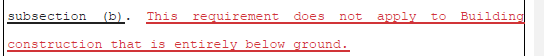 subsection (b). This requirement does not apply to Building
construction that is entirely below ground.